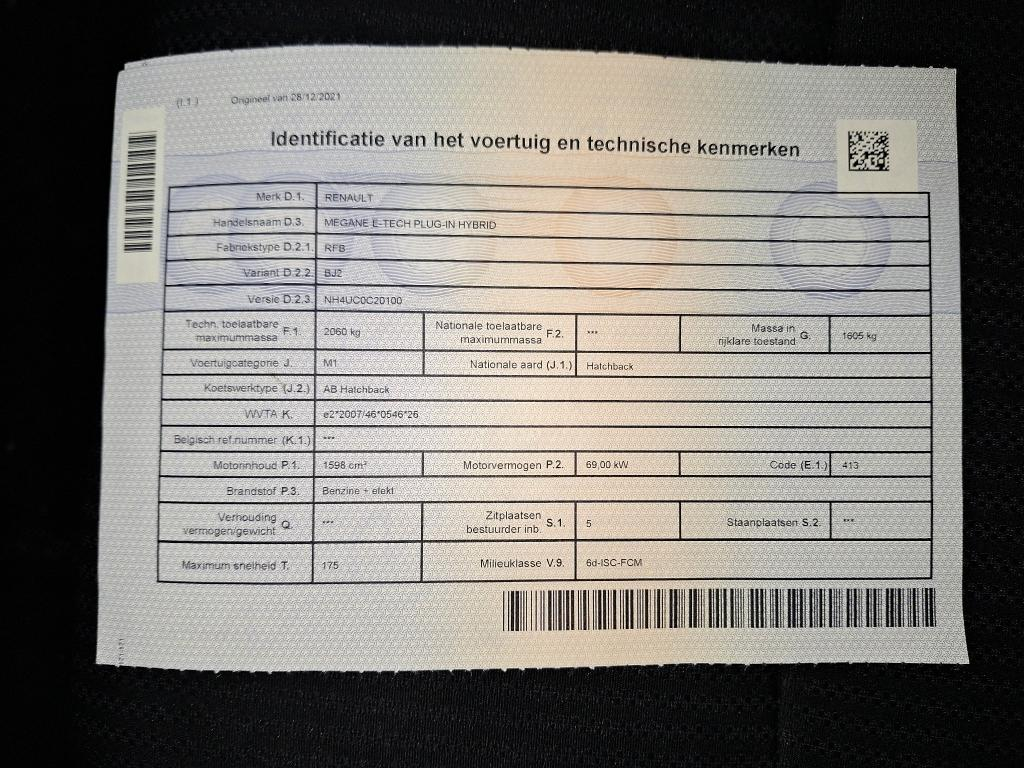 (I.1.) Origineel van 28/12/2021
Identificatie van het voertuig en technische kenmerken
Merk D.1. RENAULT
Handelsnaam D.3. MEGANE E-TECH PLUG-IN HYBRID
Fabriekstype D.2.1. RFB
Variant D.2.2. BJ2
Versie D.2.3. NH4UC0C20100
Techn. toelaatbare maximummassa F.1. 2060 kg Nationale toelaatbare maximummassa F.2. *** Massa in rijklare toestand G. 1605 kg
Voertuigcategorie J. M1 Nationale aard (J.1.) Hatchback
Koetswerktype (J.2.) AB Hatchback
WVTA K. e2*2007/46*0546*26
Belgisch ref.nummer (K.1.) ***
Motorinhoud P.1. 1598 cm³ Motorvermogen P.2. 69,00 kW Code (E.1.) 413
Brandstof P.3. Benzine + elekt
Verhouding vermogen/gewicht Q. *** Zitplaatsen bestuurder inb. S.1. 5 Staanplaatsen S.2. ***
Maximum snelheid T. 175 Milieuklasse V.9. 6d-ISC-FCM